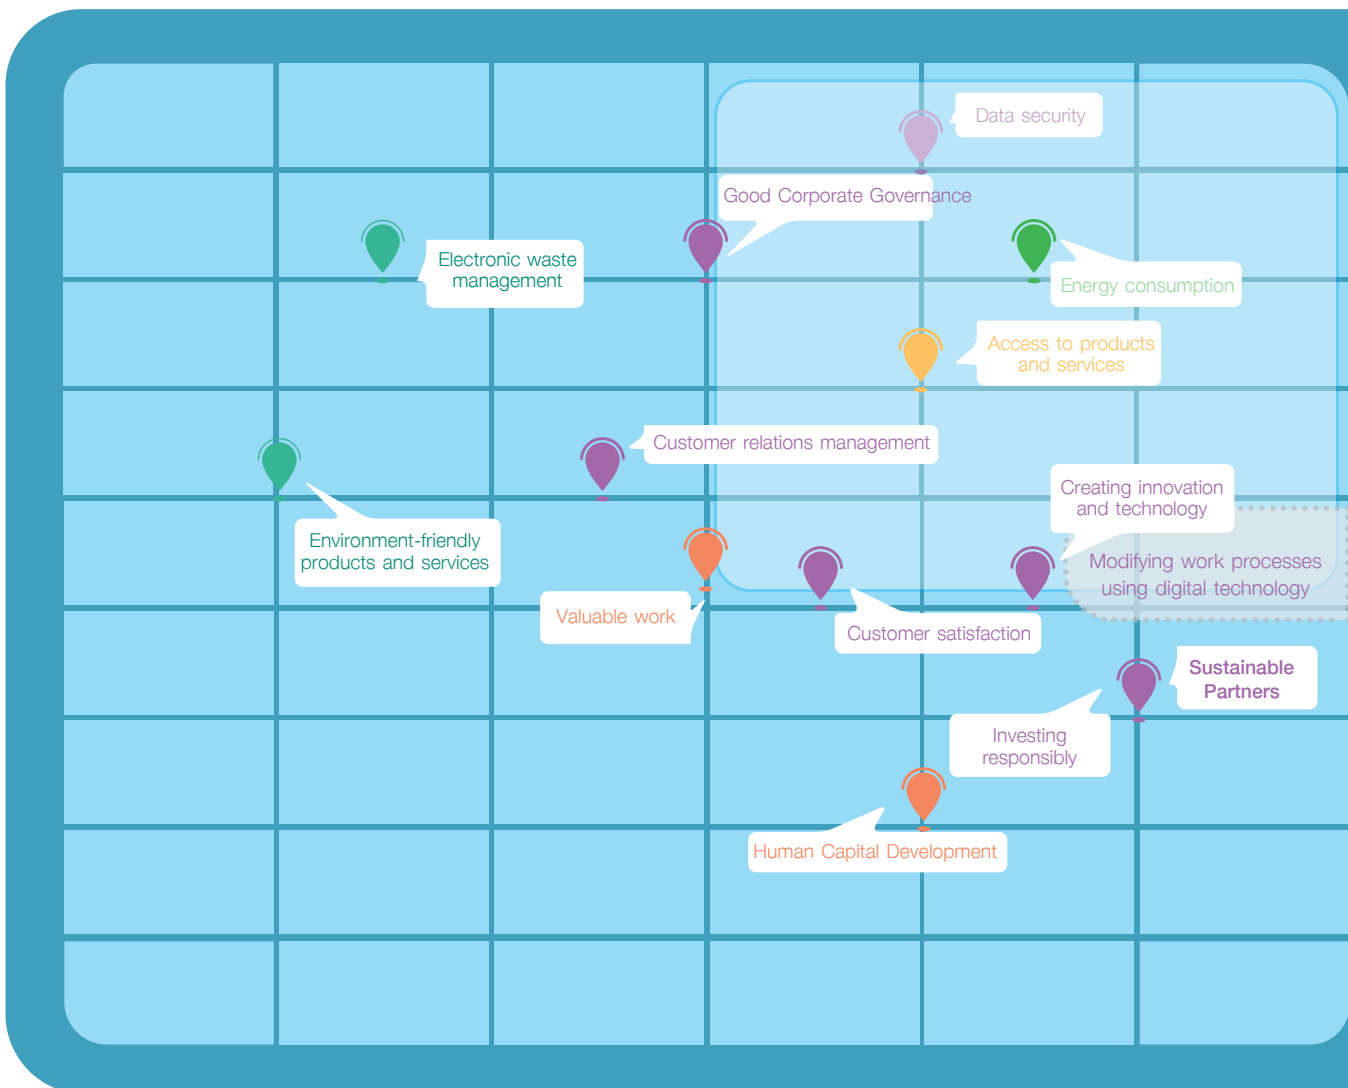 Data security
Good Corporate Governance
Electronic waste
management
Energy consumption
Access to products
and services
Customer relations management
Creating innovation
and technology
Environment-friendly
products and services
Modifying work processes
using digital technology
Valuable work
Customer satisfaction
Sustainable
Partners
Investing
responsibly
Human Capital Development